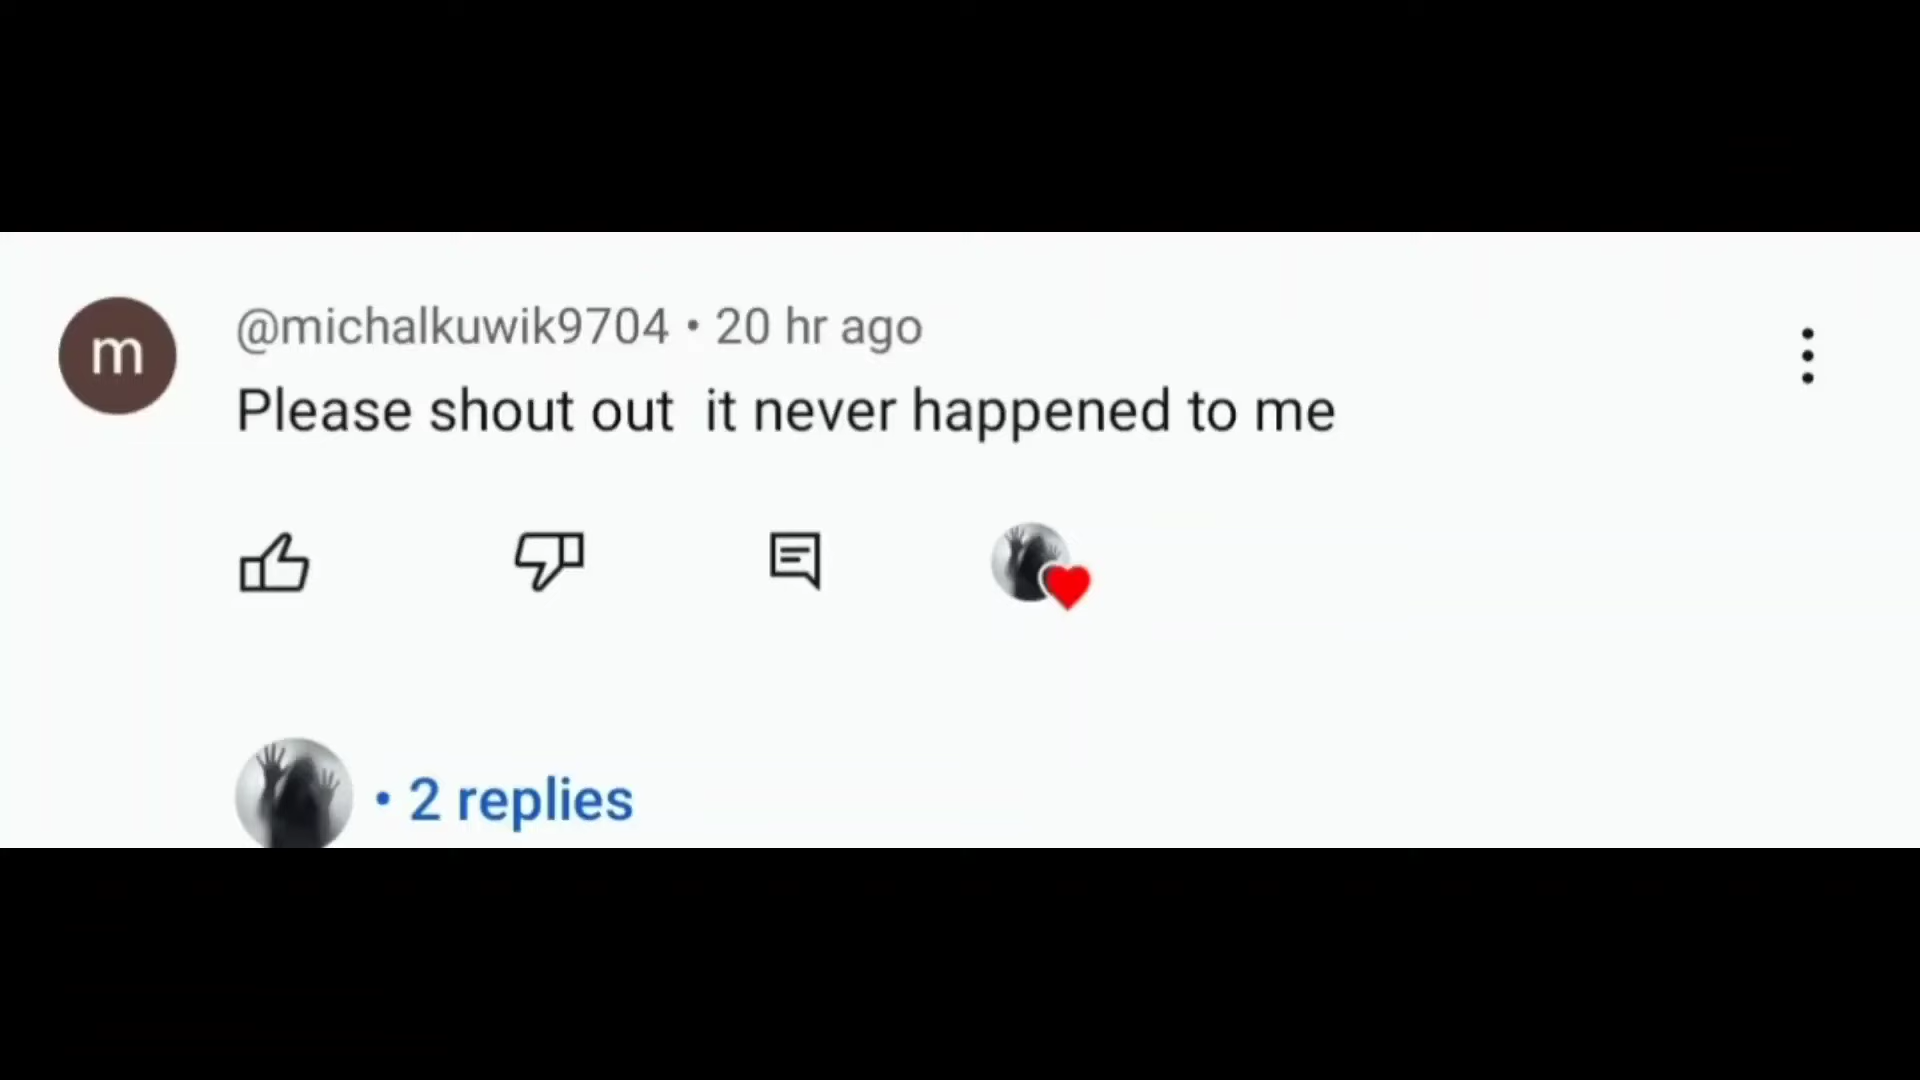 m
@michalkuwik9704 • 20 hr ago
Please shout out  it never happened to me
• 2 replies